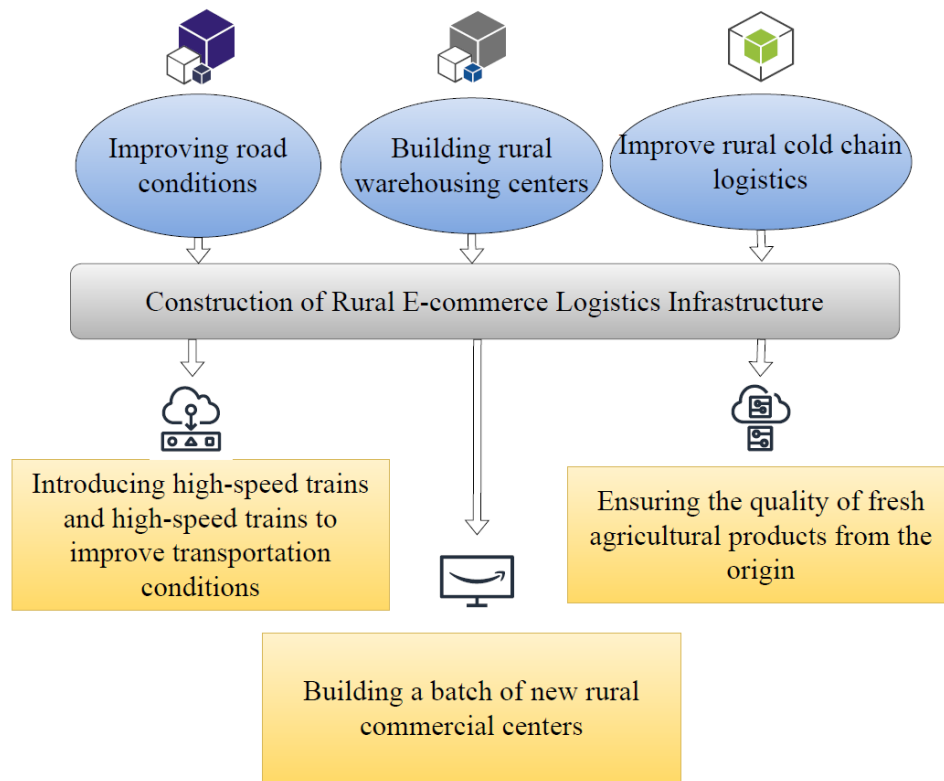 Improving road
conditions
Building rural
warehousing centers
Improve rural cold chain
logistics
Construction of Rural E-commerce Logistics Infrastructure
Introducing high-speed trains
and high-speed trains to
improve transportation
conditions
Ensuring the quality of fresh
agricultural products from the
origin
Building a batch of new rural
commercial centers